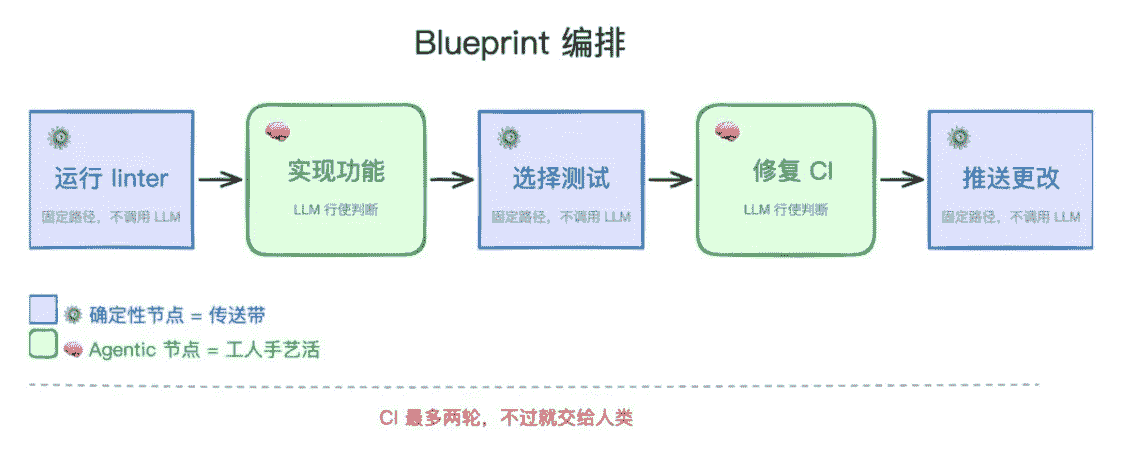 Blueprint 编排
运行 linter
固定路径，不调用 LLM
实现功能
LLM 行使判断
选择测试
固定路径，不调用 LLM
修复 CI
LLM 行使判断
推送更改
固定路径，不调用 LLM
确定性节点 = 传送带
Agentic 节点 = 工人手艺活
CI 最多两轮，不过就交给人类